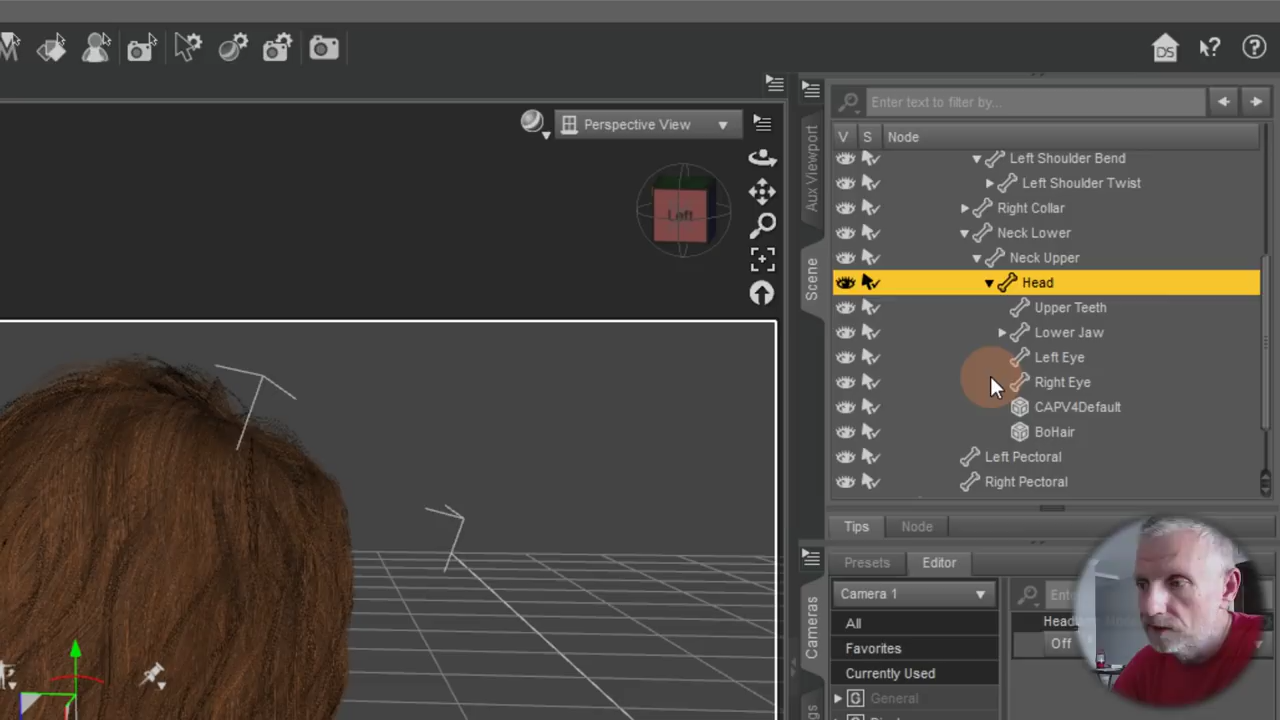 DS
Perspective View
Left
Aux Viewport
Scene
Enter text to filter by...
V S Node
Left Shoulder Bend
Left Shoulder Twist
Right Collar
Neck Lower
Neck Upper
Head
Upper Teeth
Lower Jaw
Left Eye
Right Eye
CAPV4Default
BoHair
Left Pectoral
Right Pectoral
Tips Node
Presets Editor
Cameras
Camera 1
All
Favorites
Currently Used
G General
Off